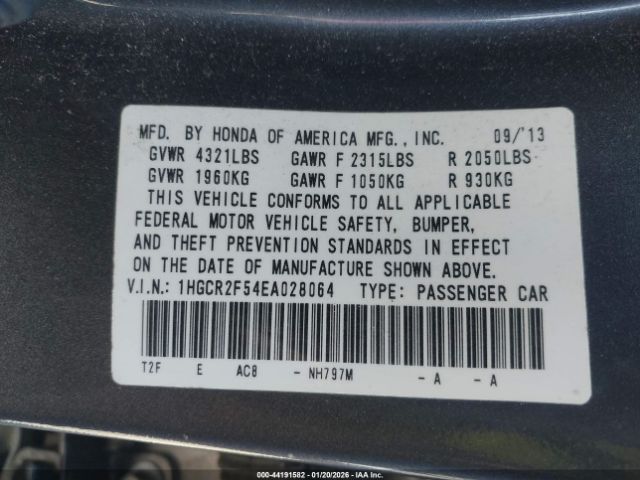 MFD. BY HONDA OF AMERICA MFG., INC. 09/'13
GVWR 4321LBS GAWR F 2315LBS R 2050LBS
GVWR 1960KG GAWR F 1050KG R 930KG
THIS VEHICLE CONFORMS TO ALL APPLICABLE
FEDERAL MOTOR VEHICLE SAFETY, BUMPER,
AND THEFT PREVENTION STANDARDS IN EFFECT
ON THE DATE OF MANUFACTURE SHOWN ABOVE.
V.I.N.: 1HGCR2F54EA028064 TYPE: PASSENGER CAR
T2F E AC8 - NH797M - A - A
000-44191582 - 01/20/2026 - IAA Holdings, LLC